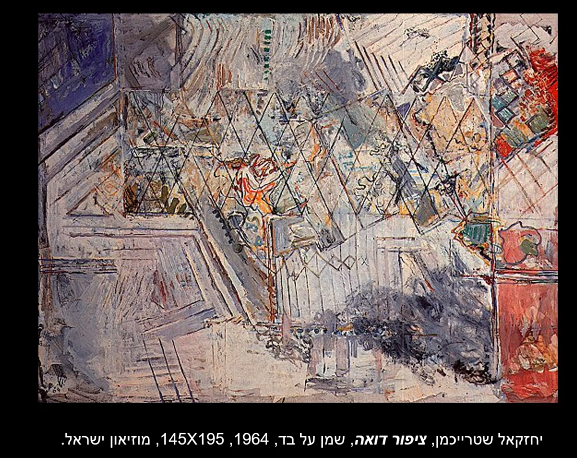 יחזקאל שטרייכמן, ציפור דואה, שמן על בד, 1964, 145X195, מוזיאון ישראל.